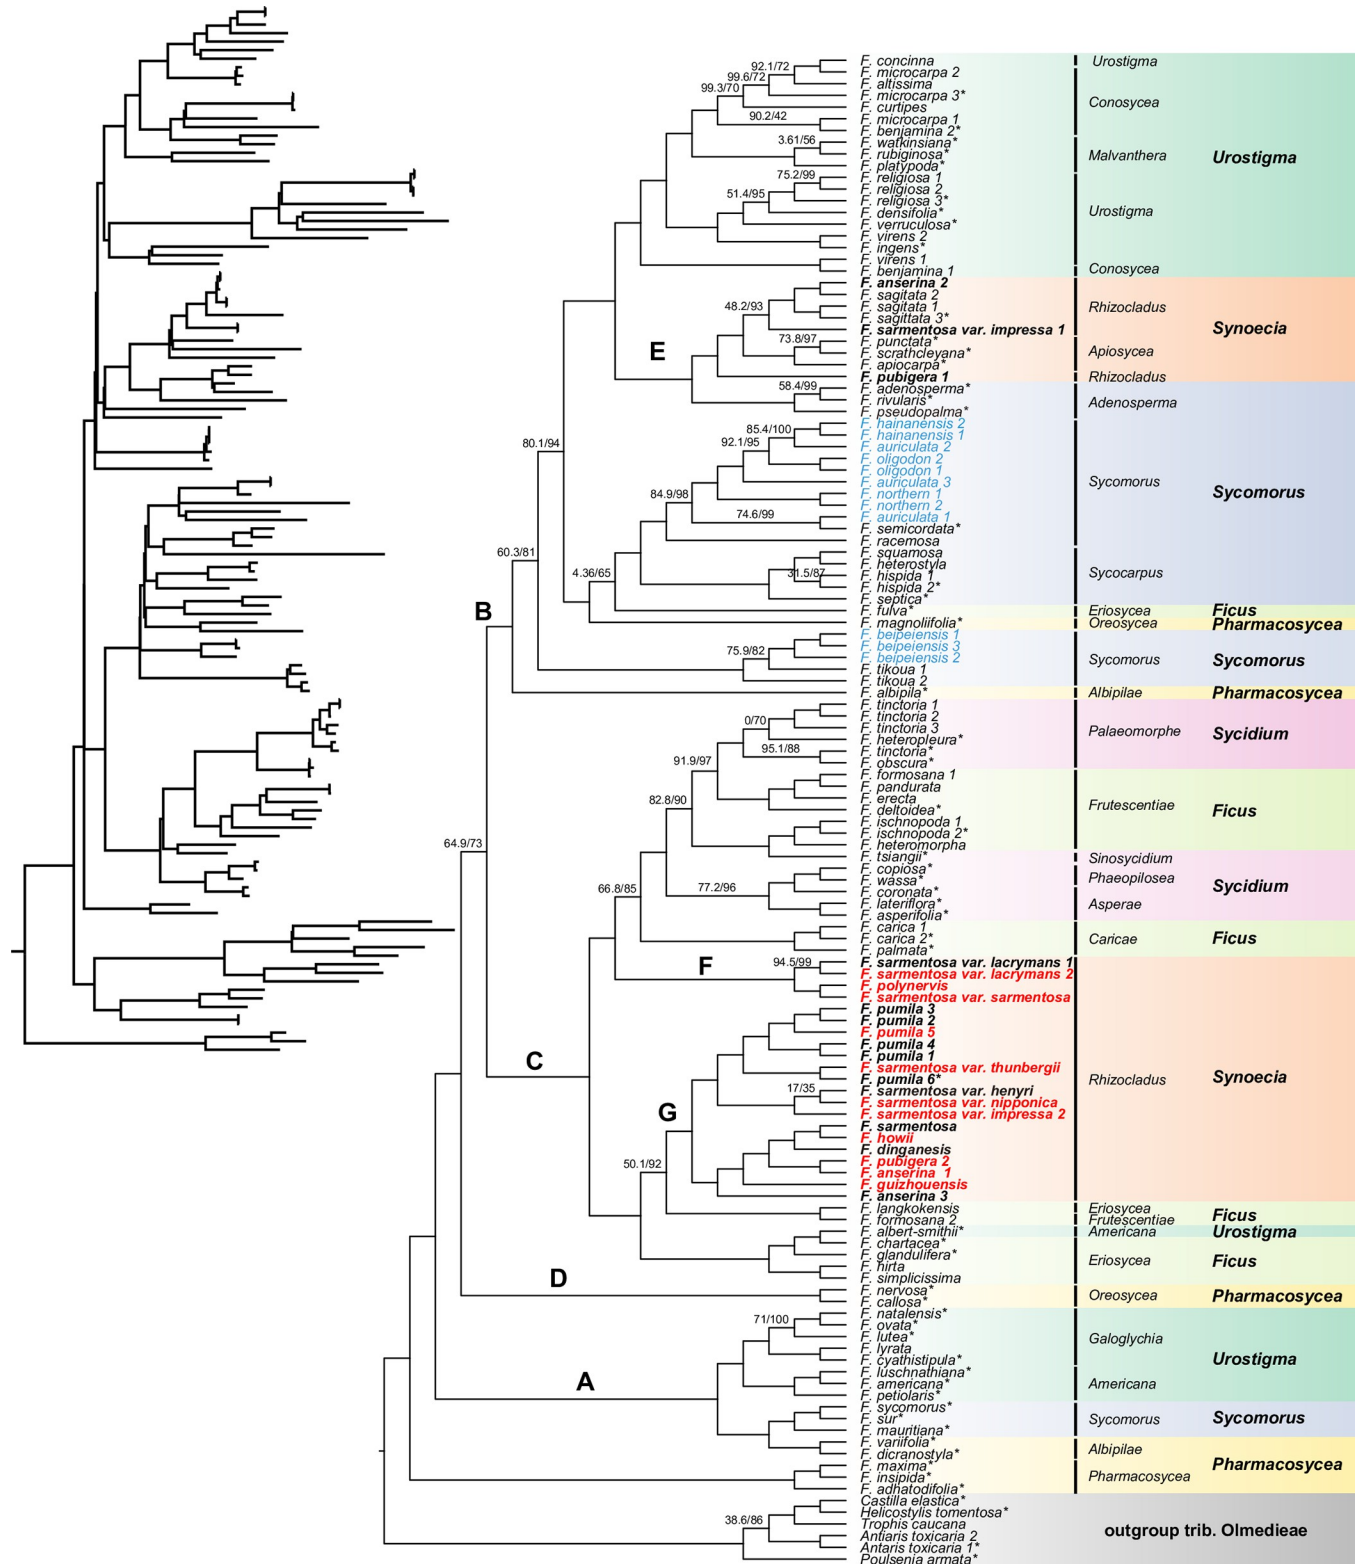 F. concinna
F. microcarpa 2
F. altissima
F. microcarpa 3*
F. curtipes
F. microcarpa 1
F. benjamina 2*
F. watkinsiana*
F. rubiginosa*
F. platypoda*
F. religiosa 1
F. religiosa 2
F. religiosa 3*
F. densifolia*
F. verruculosa*
F. virens 2
F. ingens*
F. virens 1
F. benjamina 1
F. anserina 2
F. sagitata 2
F. sagitata 1
F. sagittata 3*
F. sarmentosa var. impressa 1
F. punctata*
F. scrathcleyana*
F. apiocarpa*
F. pubigera 1
F. adenosperma*
F. rivularis*
F. pseudopalma*
F. hainanensis 2
F. hainanensis 1
F. auriculata 2
F. oligodon 2
F. oligodon 1
F. auriculata 3
F. northern 1
F. northern 2
F. auriculata 1
F. semicordata*
F. racemosa
F. squamosa
F. heterostyla
F. hispida 1
F. hispida 2*
F. septica*
F. fulva*
F. magnoliifolia*
F. beipeiensis 1
F. beipeiensis 3
F. beipeiensis 2
F. tikoua 1
F. tikoua 2
F. albipila*
F. tinctoria 1
F. tinctoria 2
F. tinctoria 3
F. heteropleura*
F. tinctoria*
F. obscura*
F. formosana 1
F. pandurata
F. erecta
F. deltoidea*
F. ischnopoda 1
F. ischnopoda 2*
F. heteromorpha
F. tsiangii*
F. copiosa*
F. wassa*
F. coronata*
F. lateriflora*
F. asperifolia*
F. carica 1
F. carica 2*
F. palmata*
F. sarmentosa var. lacrymans 1
F. sarmentosa var. lacrymans 2
F. polynervis
F. sarmentosa var. sarmentosa
F. pumila 3
F. pumila 2
F. pumila 5
F. pumila 4
F. pumila 1
F. sarmentosa var. thunbergii
F. pumila 6*
F. sarmentosa var. henyri
F. sarmentosa var. nipponica
F. sarmentosa var. impressa 2
F. sarmentosa
F. howii
F. dinganesis
F. pubigera 2
F. anserina 1
F. guizhouensis
F. anserina 3
F. langkokensis
F. formosana 2
F. albert-smithii*
F. chartacea*
F. glandulifera*
F. hirta
F. simplicissima
F. nervosa*
F. callosa*
F. natalensis*
F. ovata*
F. lutea*
F. lyrata
F. cyathistipula*
F. luschnathiana*
F. americana*
F. petiolaris*
F. sycomorus*
F. sur*
F. mauritiana*
F. variifolia*
F. dicranostyla*
F. maxima*
F. insipida*
F. adhatodifolia*
Castilla elastica*
Helicostylis tomentosa*
Trophis caucana
Antiaris toxicaria 2
Antaris toxicaria 1*
Poulsenia armata*
92.1/72
99.6/72
99.3/70
90.2/42
3.61/56
75.2/99
51.4/95
48.2/93
73.8/97
E
58.4/99
85.4/100
92.1/95
80.1/94
84.9/98
74.6/99
60.3/81
4.36/65
31.5/87
B
75.9/82
0/70
95.1/88
91.9/97
82.8/90
64.9/73
66.8/85
77.2/96
F
94.5/99
C
17/35
G
50.1/92
D
71/100
A
38.6/86
Urostigma
Conosycea
Malvanthera
Urostigma
Conosycea
Rhizocladus
Apiosycea
Rhizocladus
Adenosperma
Sycomorus
Sycocarpus
Eriosycea
Oreosycea
Sycomorus
Albipilae
Palaeomorphe
Frutescentiae
Sinosycidium
Phaeopilosea
Asperae
Caricae
Rhizocladus
Eriosycea
Frutescentiae
Americana
Eriosycea
Oreosycea
Galoglychia
Americana
Sycomorus
Albipilae
Pharmacosycea
Urostigma
Synoecia
Sycomorus
Ficus
Pharmacosycea
Sycomorus
Pharmacosycea
Sycidium
Ficus
Sycidium
Ficus
Synoecia
Ficus
Urostigma
Ficus
Pharmacosycea
Urostigma
Sycomorus
Pharmacosycea
outgroup trib. Olmedieae